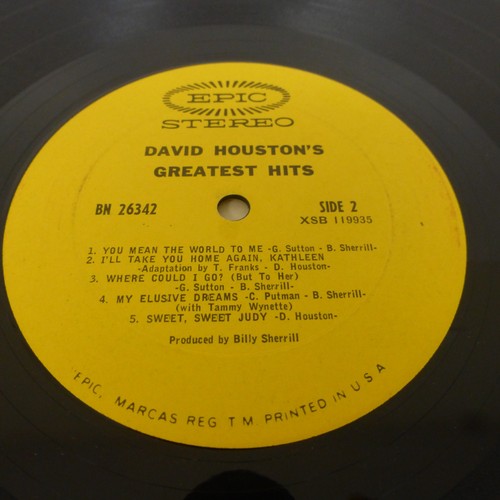 EPIC
STEREO
DAVID HOUSTON'S
GREATEST HITS
BN 26342
SIDE 2
XSB 119935
1. YOU MEAN THE WORLD TO ME -G. Sutton - B. Sherrill-
2. I'LL TAKE YOU HOME AGAIN, KATHLEEN
-Adaptation by T. Franks - D. Houston-
3. WHERE COULD I GO? (But To Her)
-G. Sutton - B. Sherrill-
4. MY ELUSIVE DREAMS -C. Putman - B. Sherrill-
(with Tammy Wynette)
5. SWEET, SWEET JUDY -D. Houston-
Produced by Billy Sherrill
EPIC, MARCAS REG. T M PRINTED IN U S A